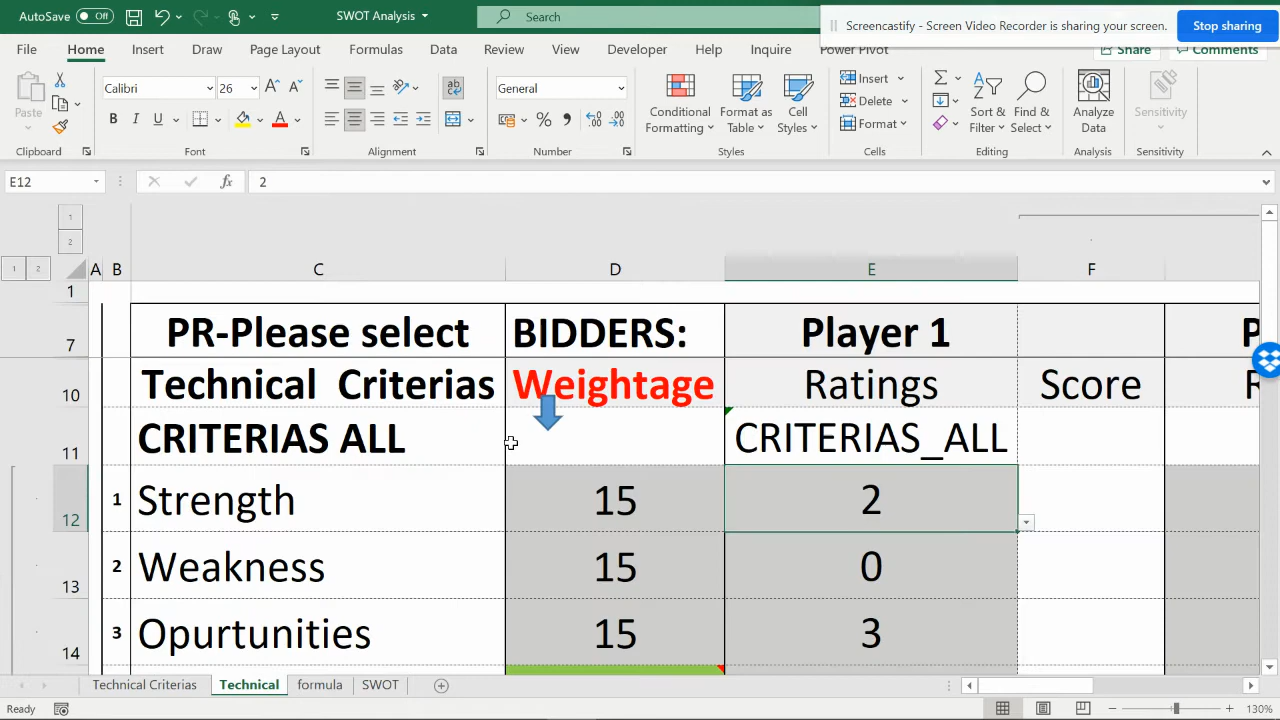 AutoSave Off SWOT Analysis Search
Screencastify - Screen Video Recorder is sharing your screen. Stop sharing
File Home Insert Draw Page Layout Formulas Data Review View Developer Help Inquire Power Pivot Share Comments
Paste Calibri 26 General Conditional Formatting Format as Table Cell Styles Insert Delete Format Sort & Filter Find & Select Analyze Data Sensitivity
Clipboard Font Alignment Number Styles Cells Editing Analysis Sensitivity
E12 fx 2
1
2
1 2 A B C D E F
1
7 PR-Please select BIDDERS: Player 1 P
10 Technical Criterias Weightage Ratings Score R
11 CRITERIAS ALL CRITERIAS_ALL
12 1 Strength 15 2
13 2 Weakness 15 0
14 3 Opurtunities 15 3
Technical Criterias Technical formula SWOT
Ready 130%